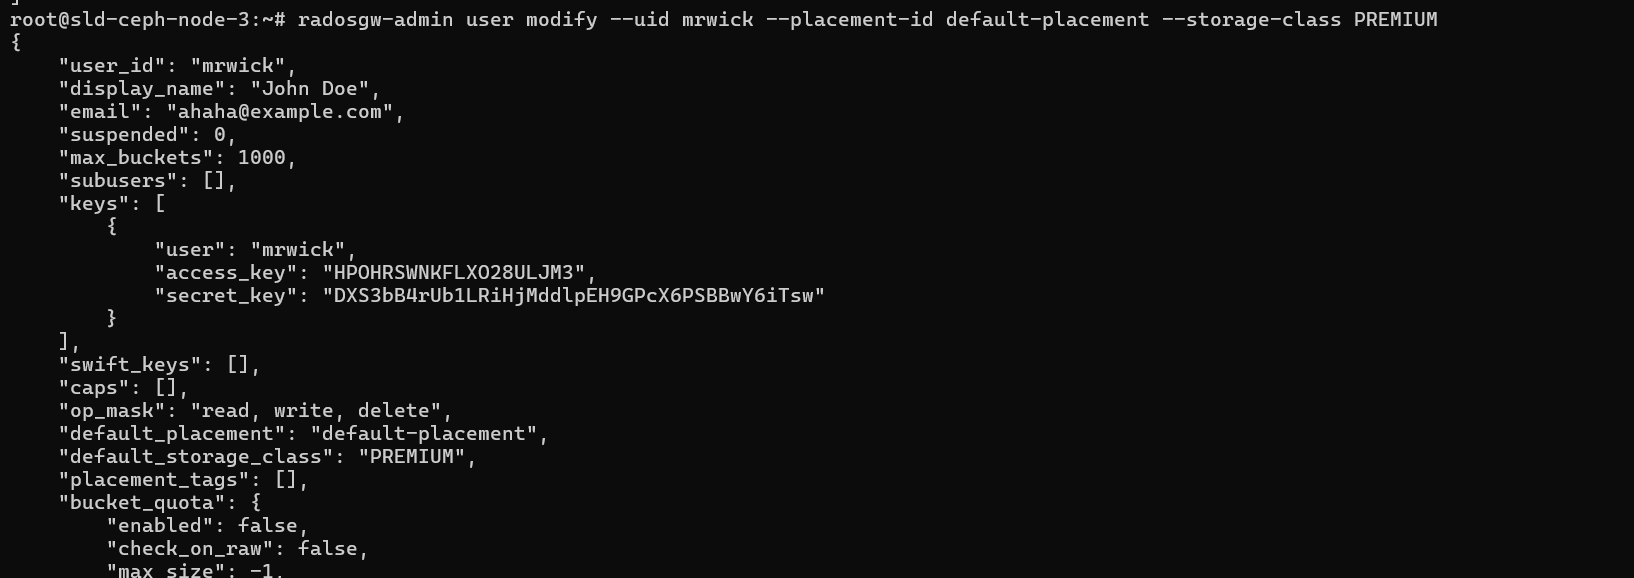 ]
root@sld-ceph-node-3:~# radosgw-admin user modify --uid mrwick --placement-id default-placement --storage-class PREMIUM
{
    "user_id": "mrwick",
    "display_name": "John Doe",
    "email": "ahaha@example.com",
    "suspended": 0,
    "max_buckets": 1000,
    "subusers": [],
    "keys": [
        {
            "user": "mrwick",
            "access_key": "HPOHRSWNKFLXO28ULJM3",
            "secret_key": "DXS3bB4rUb1LRiHjMddlpEH9GPcX6PSBBwY6iTsw"
        }
    ],
    "swift_keys": [],
    "caps": [],
    "op_mask": "read, write, delete",
    "default_placement": "default-placement",
    "default_storage_class": "PREMIUM",
    "placement_tags": [],
    "bucket_quota": {
        "enabled": false,
        "check_on_raw": false,
        "max_size": -1,